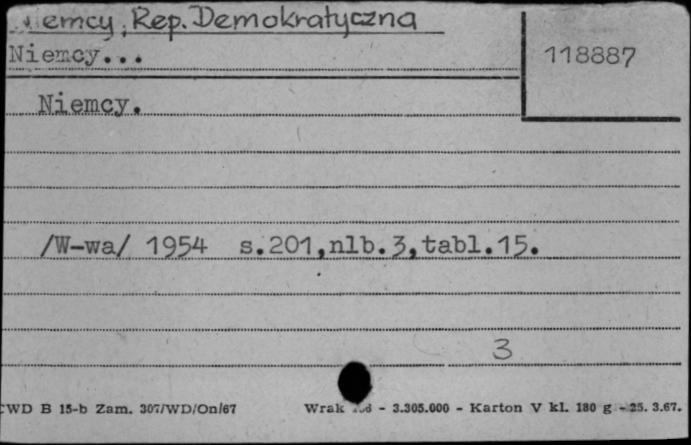 Niemcy, Rep. Demokratyczna
Niemcy...
118887
Niemcy.
/W-wa/ 1954 s.201,nlb.3,tabl.15.
3
CWD B 15-b Zam. 307/WD/On/67
Wrak - 3.305.000 - Karton V kl. 180 g - 25. 3.67.